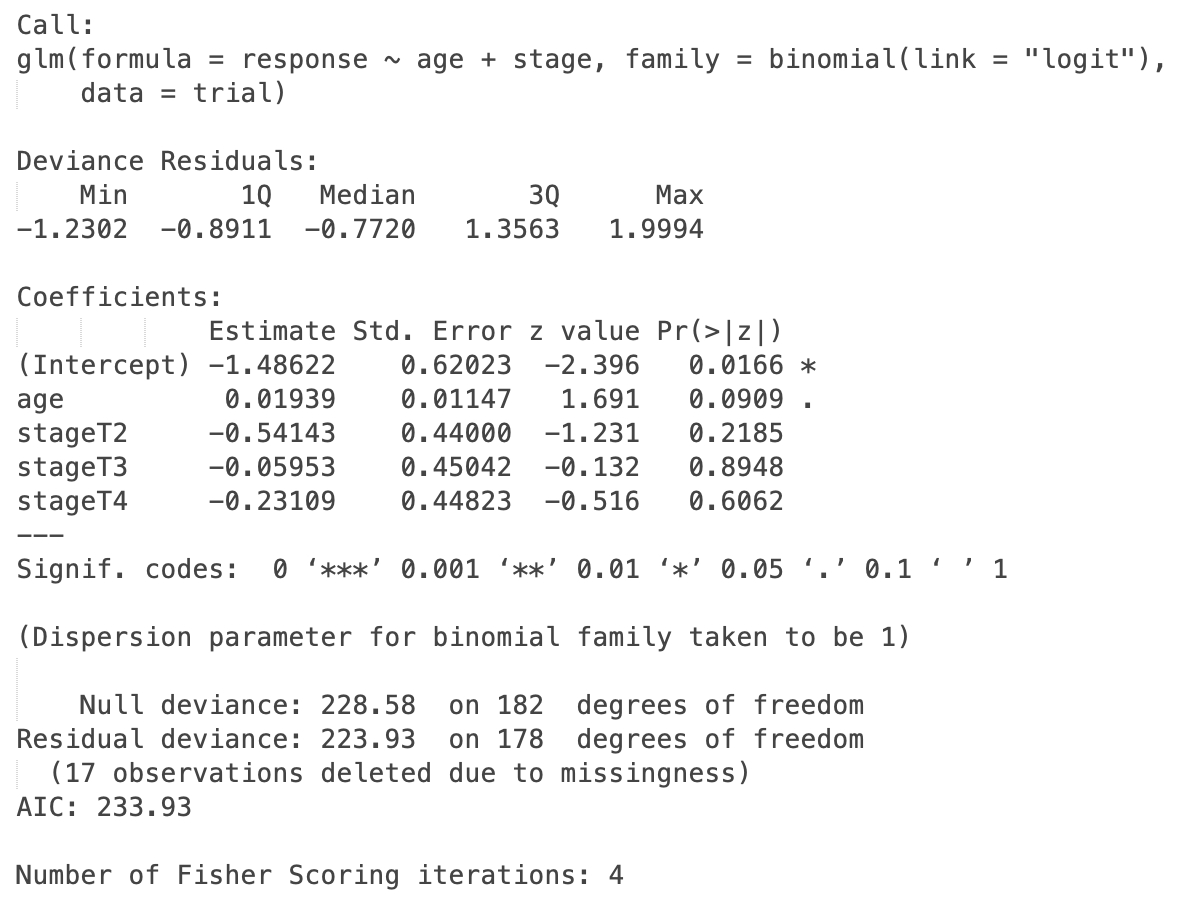 Call:
glm(formula = response ~ age + stage, family = binomial(link = "logit"),
    data = trial)

Deviance Residuals:
    Min       1Q   Median       3Q      Max
−1.2302  −0.8911  −0.7720   1.3563   1.9994

Coefficients:
            Estimate Std. Error z value Pr(>|z|)
(Intercept) −1.48622    0.62023  −2.396   0.0166 *
age          0.01939    0.01147   1.691   0.0909 .
stageT2     −0.54143    0.44000  −1.231   0.2185
stageT3     −0.05953    0.45042  −0.132   0.8948
stageT4     −0.23109    0.44823  −0.516   0.6062
−−−
Signif. codes:  0 ‘***’ 0.001 ‘**’ 0.01 ‘*’ 0.05 ‘.’ 0.1 ‘ ’ 1

(Dispersion parameter for binomial family taken to be 1)

    Null deviance: 228.58  on 182  degrees of freedom
Residual deviance: 223.93  on 178  degrees of freedom
  (17 observations deleted due to missingness)
AIC: 233.93

Number of Fisher Scoring iterations: 4